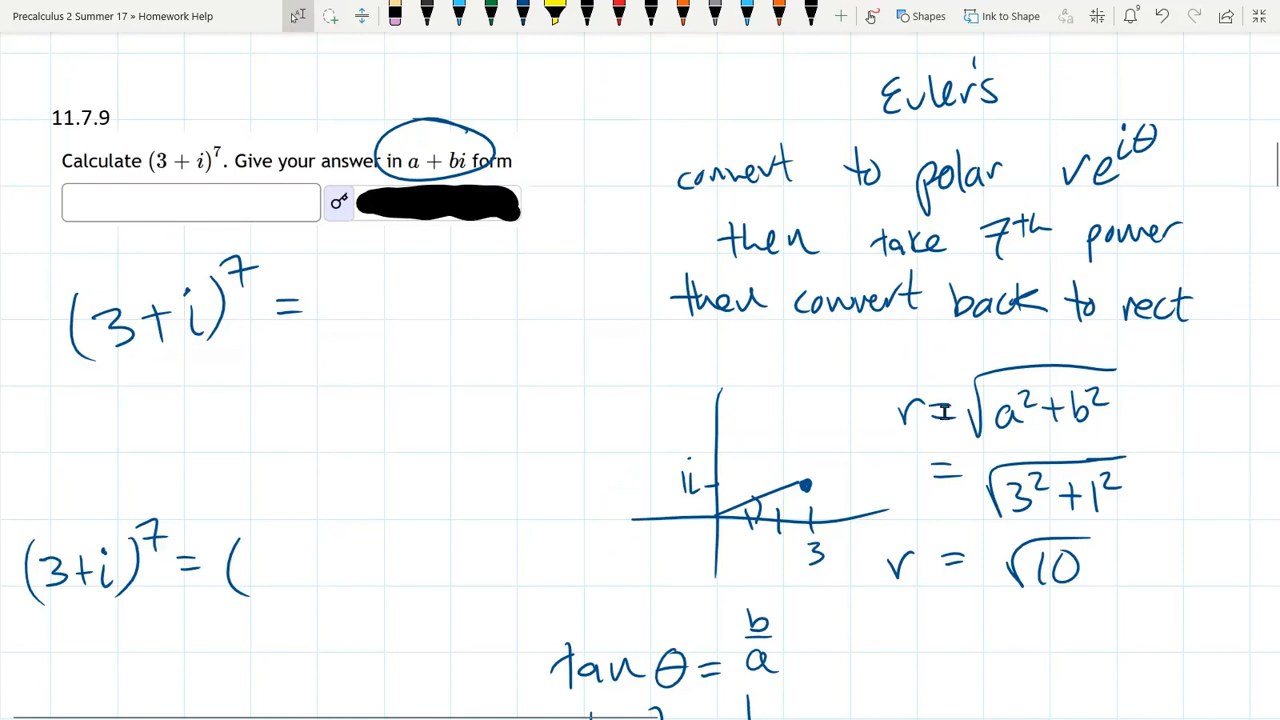 Precalculus 2 Summer 17 » Homework Help
Shapes
Ink to Shape
11.7.9
Calculate (3 + i)^7. Give your answer in a + bi form
(3+i)^7 =
(3+i)^7 = (
Euler's
convert to polar re^{iθ}
then take 7^{th} power
then convert back to rect
r = √(a²+b²)
= √(3²+1²)
r = √10
i
3
tan θ = b/a